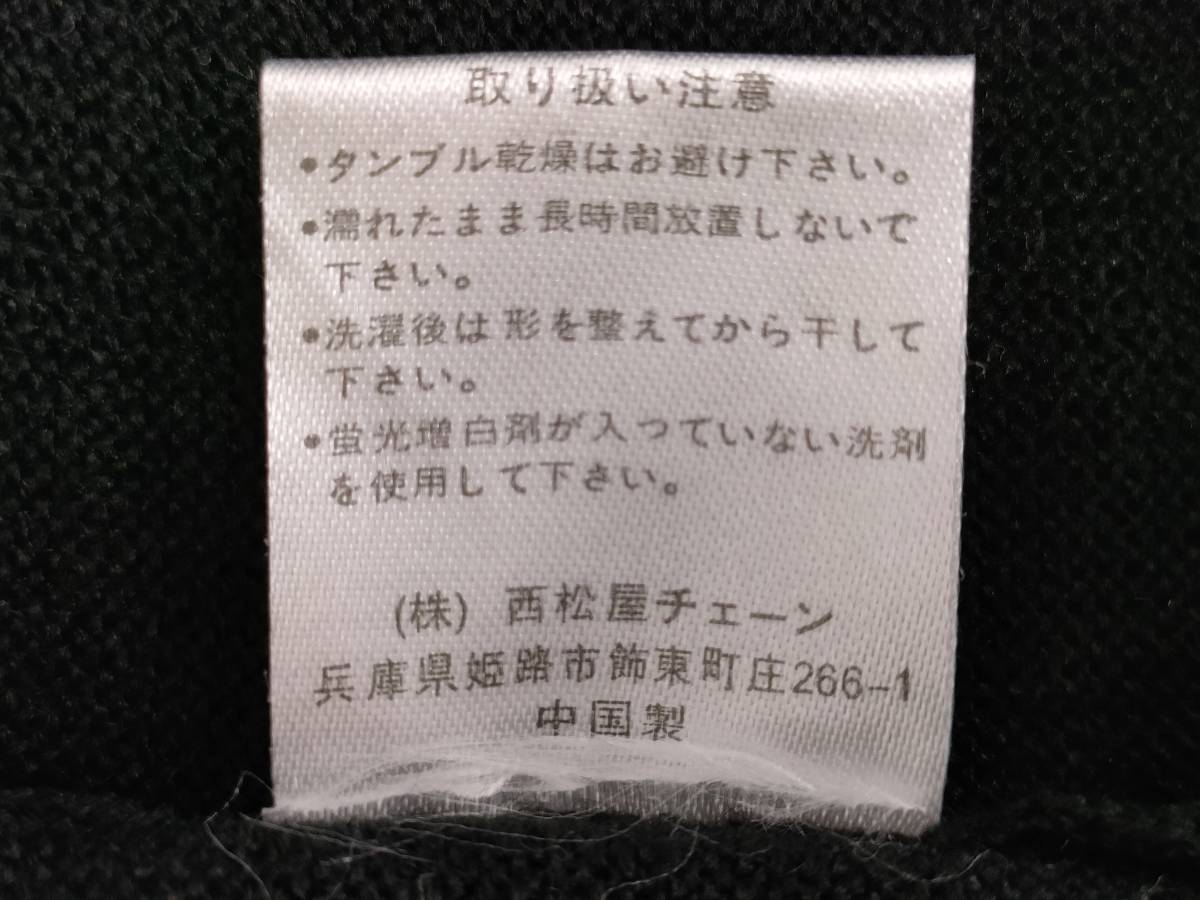 取り扱い注意
•タンブル乾燥はお避け下さい。
•濡れたまま長時間放置しないで
下さい。
•洗濯後は形を整えてから干して
下さい。
•蛍光増白剤が入っていない洗剤
を使用して下さい。
(株) 西松屋チェーン
兵庫県姫路市飾東町庄266-1
中国製